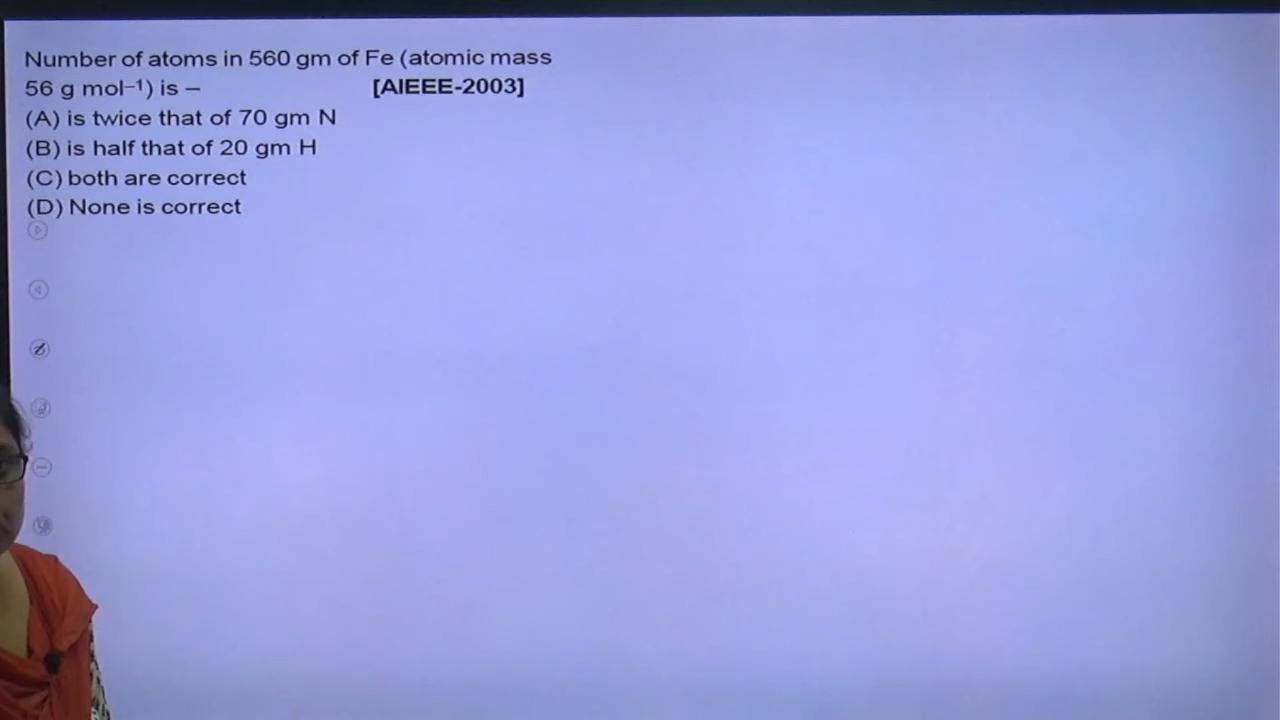 Number of atoms in 560 gm of Fe (atomic mass
56 g mol⁻¹) is –     [AIEEE-2003]
(A) is twice that of 70 gm N
(B) is half that of 20 gm H
(C) both are correct
(D) None is correct